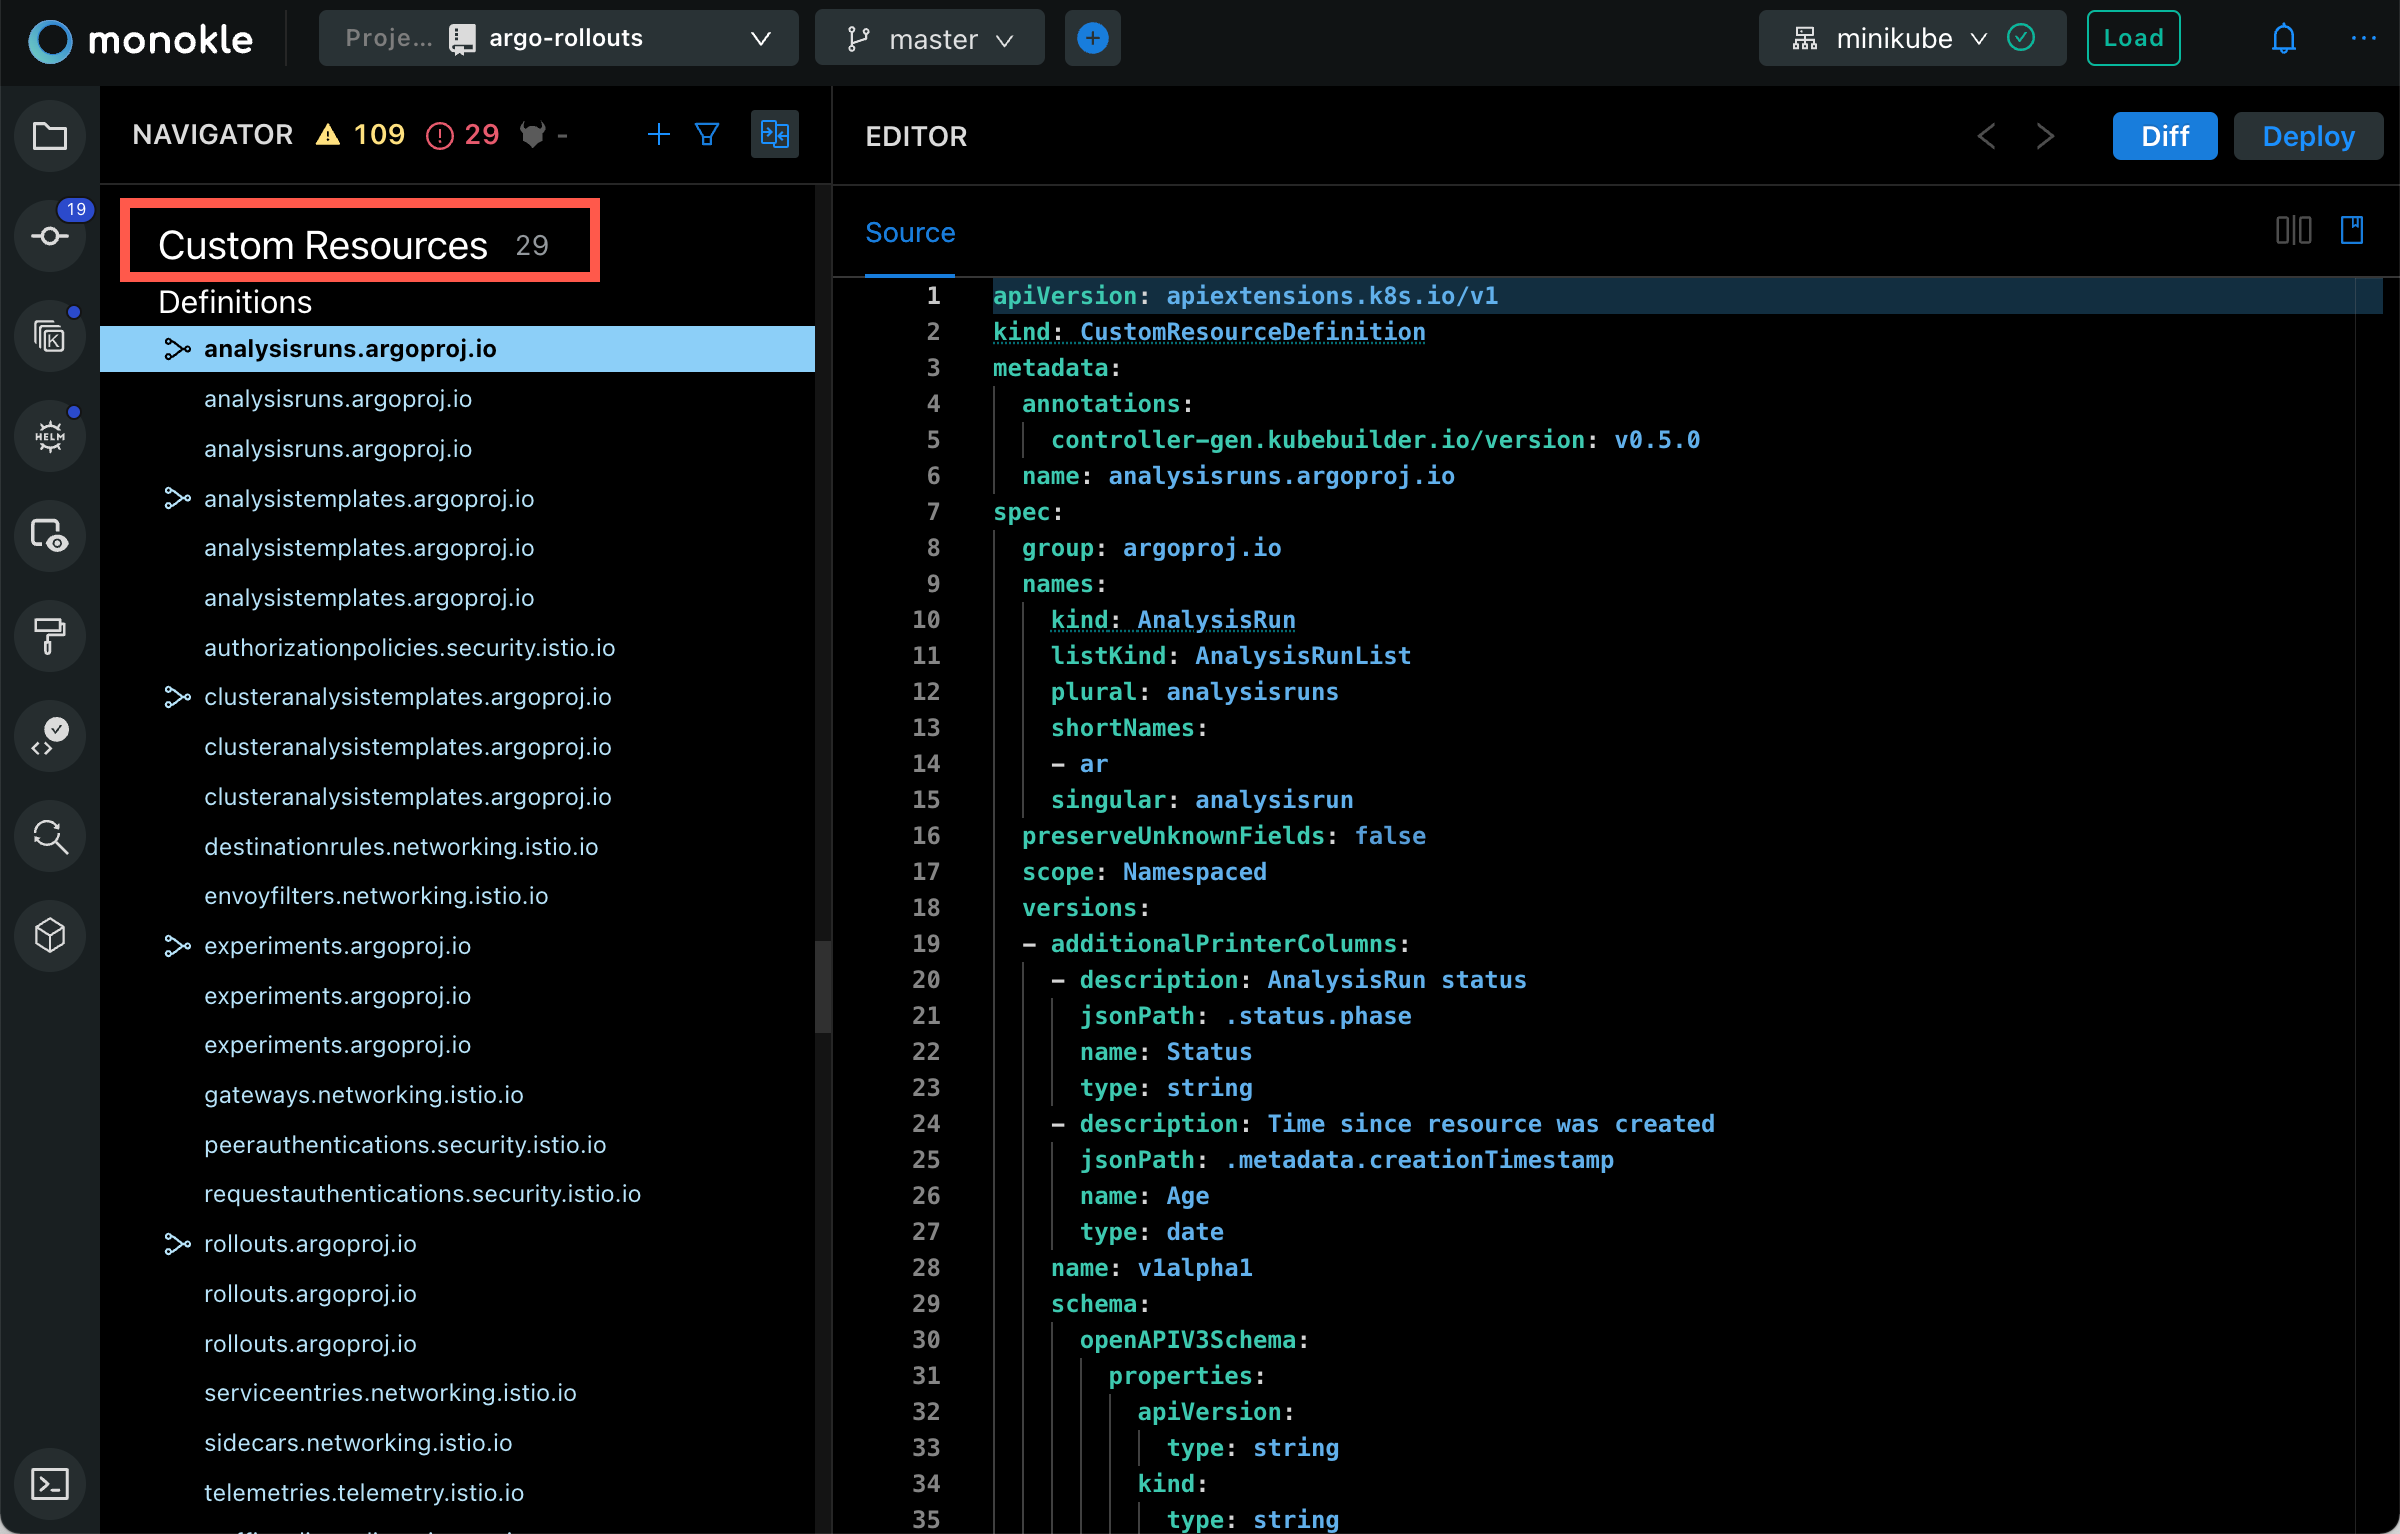 monokle
Proje... argo-rollouts
master
minikube
Load
NAVIGATOR 109 29 -
EDITOR
Diff
Deploy
19
K
HELM
Custom Resources 29
Definitions
analysisruns.argoproj.io
analysisruns.argoproj.io
analysisruns.argoproj.io
analysistemplates.argoproj.io
analysistemplates.argoproj.io
analysistemplates.argoproj.io
authorizationpolicies.security.istio.io
clusteranalysistemplates.argoproj.io
clusteranalysistemplates.argoproj.io
clusteranalysistemplates.argoproj.io
destinationrules.networking.istio.io
envoyfilters.networking.istio.io
experiments.argoproj.io
experiments.argoproj.io
experiments.argoproj.io
gateways.networking.istio.io
peerauthentications.security.istio.io
requestauthentications.security.istio.io
rollouts.argoproj.io
rollouts.argoproj.io
rollouts.argoproj.io
serviceentries.networking.istio.io
sidecars.networking.istio.io
telemetries.telemetry.istio.io
Source
1 apiVersion: apiextensions.k8s.io/v1
2 kind: CustomResourceDefinition
3 metadata:
4 annotations:
5 controller-gen.kubebuilder.io/version: v0.5.0
6 name: analysisruns.argoproj.io
7 spec:
8 group: argoproj.io
9 names:
10 kind: AnalysisRun
11 listKind: AnalysisRunList
12 plural: analysisruns
13 shortNames:
14 - ar
15 singular: analysisrun
16 preserveUnknownFields: false
17 scope: Namespaced
18 versions:
19 - additionalPrinterColumns:
20 - description: AnalysisRun status
21 jsonPath: .status.phase
22 name: Status
23 type: string
24 - description: Time since resource was created
25 jsonPath: .metadata.creationTimestamp
26 name: Age
27 type: date
28 name: v1alpha1
29 schema:
30 openAPIV3Schema:
31 properties:
32 apiVersion:
33 type: string
34 kind:
35 type: string